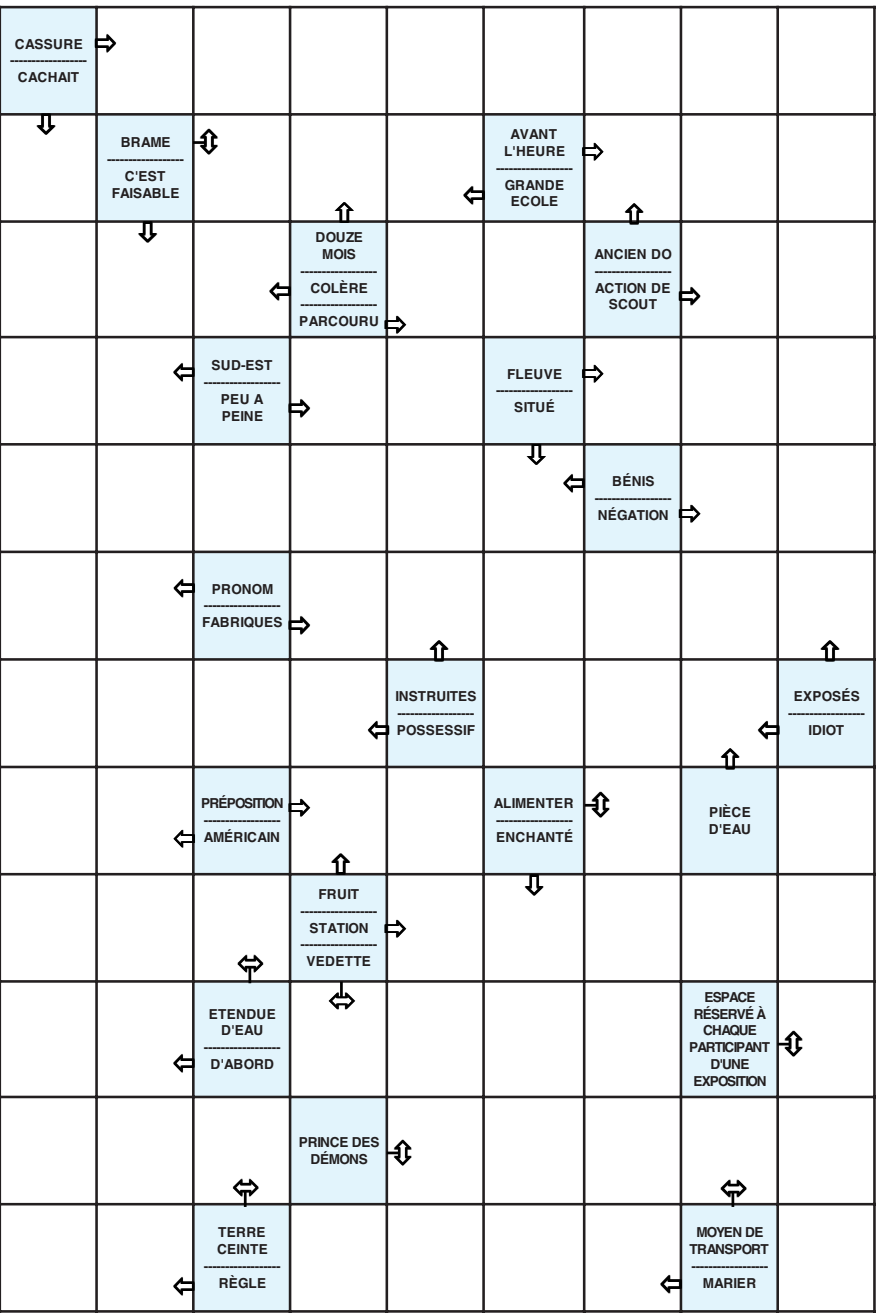 CASSURE
CACHAIT
BRAME
C'EST
FAISABLE
AVANT
L'HEURE
GRANDE
ECOLE
DOUZE
MOIS
COLÈRE
PARCOURU
ANCIEN DO
ACTION DE
SCOUT
SUD-EST
PEU A
PEINE
FLEUVE
SITUÉ
BÉNIS
NÉGATION
PRONOM
FABRIQUES
INSTRUITES
POSSESSIF
EXPOSÉS
IDIOT
PRÉPOSITION
AMÉRICAIN
ALIMENTER
ENCHANTÉ
PIÈCE
D'EAU
FRUIT
STATION
VEDETTE
ETENDUE
D'EAU
D'ABORD
ESPACE
RÉSERVÉ À
CHAQUE
PARTICIPANT
D'UNE
EXPOSITION
PRINCE DES
DÉMONS
TERRE
CEINTE
RÈGLE
MOYEN DE
TRANSPORT
MARIER